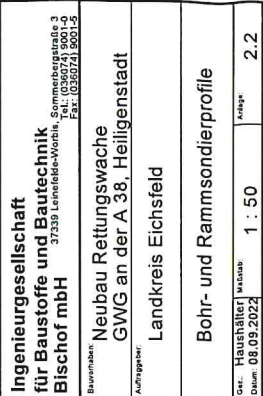 Ingenieurgesellschaft
für Baustoffe und Bautechnik
Bischof mbH
37339 Leinefelde-Worbis, Sommerbergstraße 3
Tel.: (036074) 9001-0
Fax: (036074) 9001-5
Bauvorhaben:
Neubau Rettungswache
GWG an der A 38, Heiligenstadt
Auftraggeber:
Landkreis Eichsfeld
Bohr- und Rammsondierprofile
Gez.: Haushälter
Datum: 08.09.2022
Maßstab:
1 : 50
Anlage:
2.2